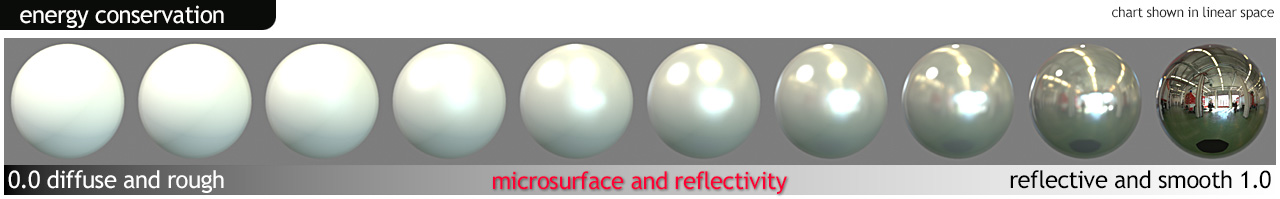 energy conservation
chart shown in linear space
0.0 diffuse and rough
microsurface and reflectivity
reflective and smooth 1.0